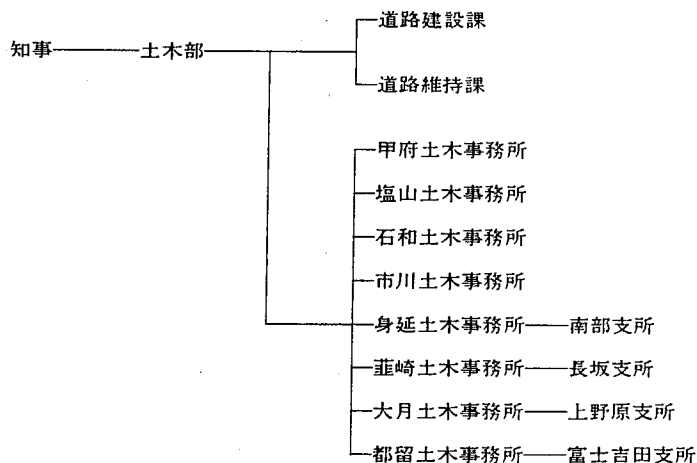 道路建設課
知事 土木部
道路維持課
甲府土木事務所
塩山土木事務所
石和土木事務所
市川土木事務所
身延土木事務所 南部支所
韮崎土木事務所 長坂支所
大月土木事務所 上野原支所
都留土木事務所 富士吉田支所